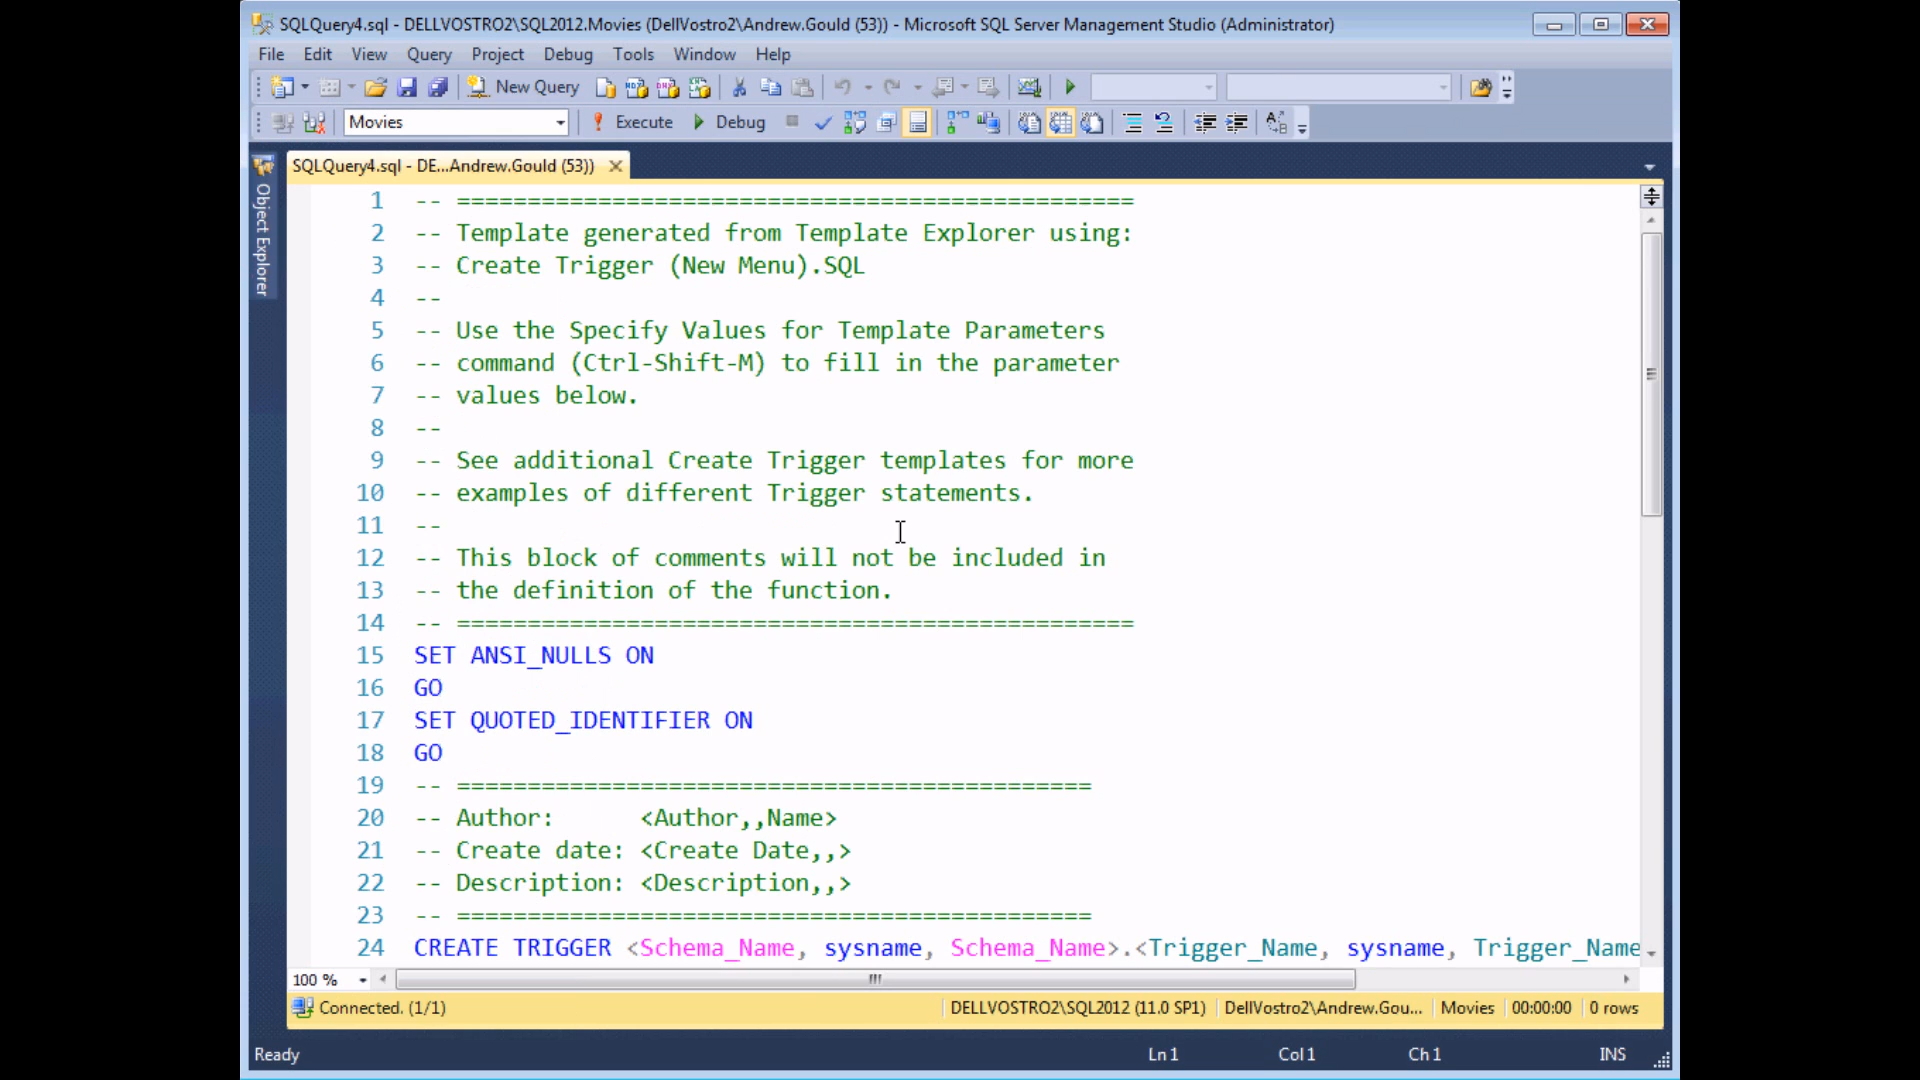 SQLQuery4.sql - DELLVOSTRO2\SQL2012.Movies (DellVostro2\Andrew.Gould (53)) - Microsoft SQL Server Management Studio (Administrator)
File Edit View Query Project Debug Tools Window Help
New Query
Movies Execute Debug
SQLQuery4.sql - DE...Andrew.Gould (53))
Object Explorer
1 -- ================================================
2 -- Template generated from Template Explorer using:
3 -- Create Trigger (New Menu).SQL
4 --
5 -- Use the Specify Values for Template Parameters
6 -- command (Ctrl-Shift-M) to fill in the parameter
7 -- values below.
8 --
9 -- See additional Create Trigger templates for more
10 -- examples of different Trigger statements.
11 --
12 -- This block of comments will not be included in
13 -- the definition of the function.
14 -- ================================================
15 SET ANSI_NULLS ON
16 GO
17 SET QUOTED_IDENTIFIER ON
18 GO
19 -- =============================================
20 -- Author: <Author,,Name>
21 -- Create date: <Create Date,,>
22 -- Description: <Description,,>
23 -- =============================================
24 CREATE TRIGGER <Schema_Name, sysname, Schema_Name>.<Trigger_Name, sysname, Trigger_Name
100 %
Connected. (1/1) DELLVOSTRO2\SQL2012 (11.0 SP1) DellVostro2\Andrew.Gou... Movies 00:00:00 0 rows
Ready Ln 1 Col 1 Ch 1 INS